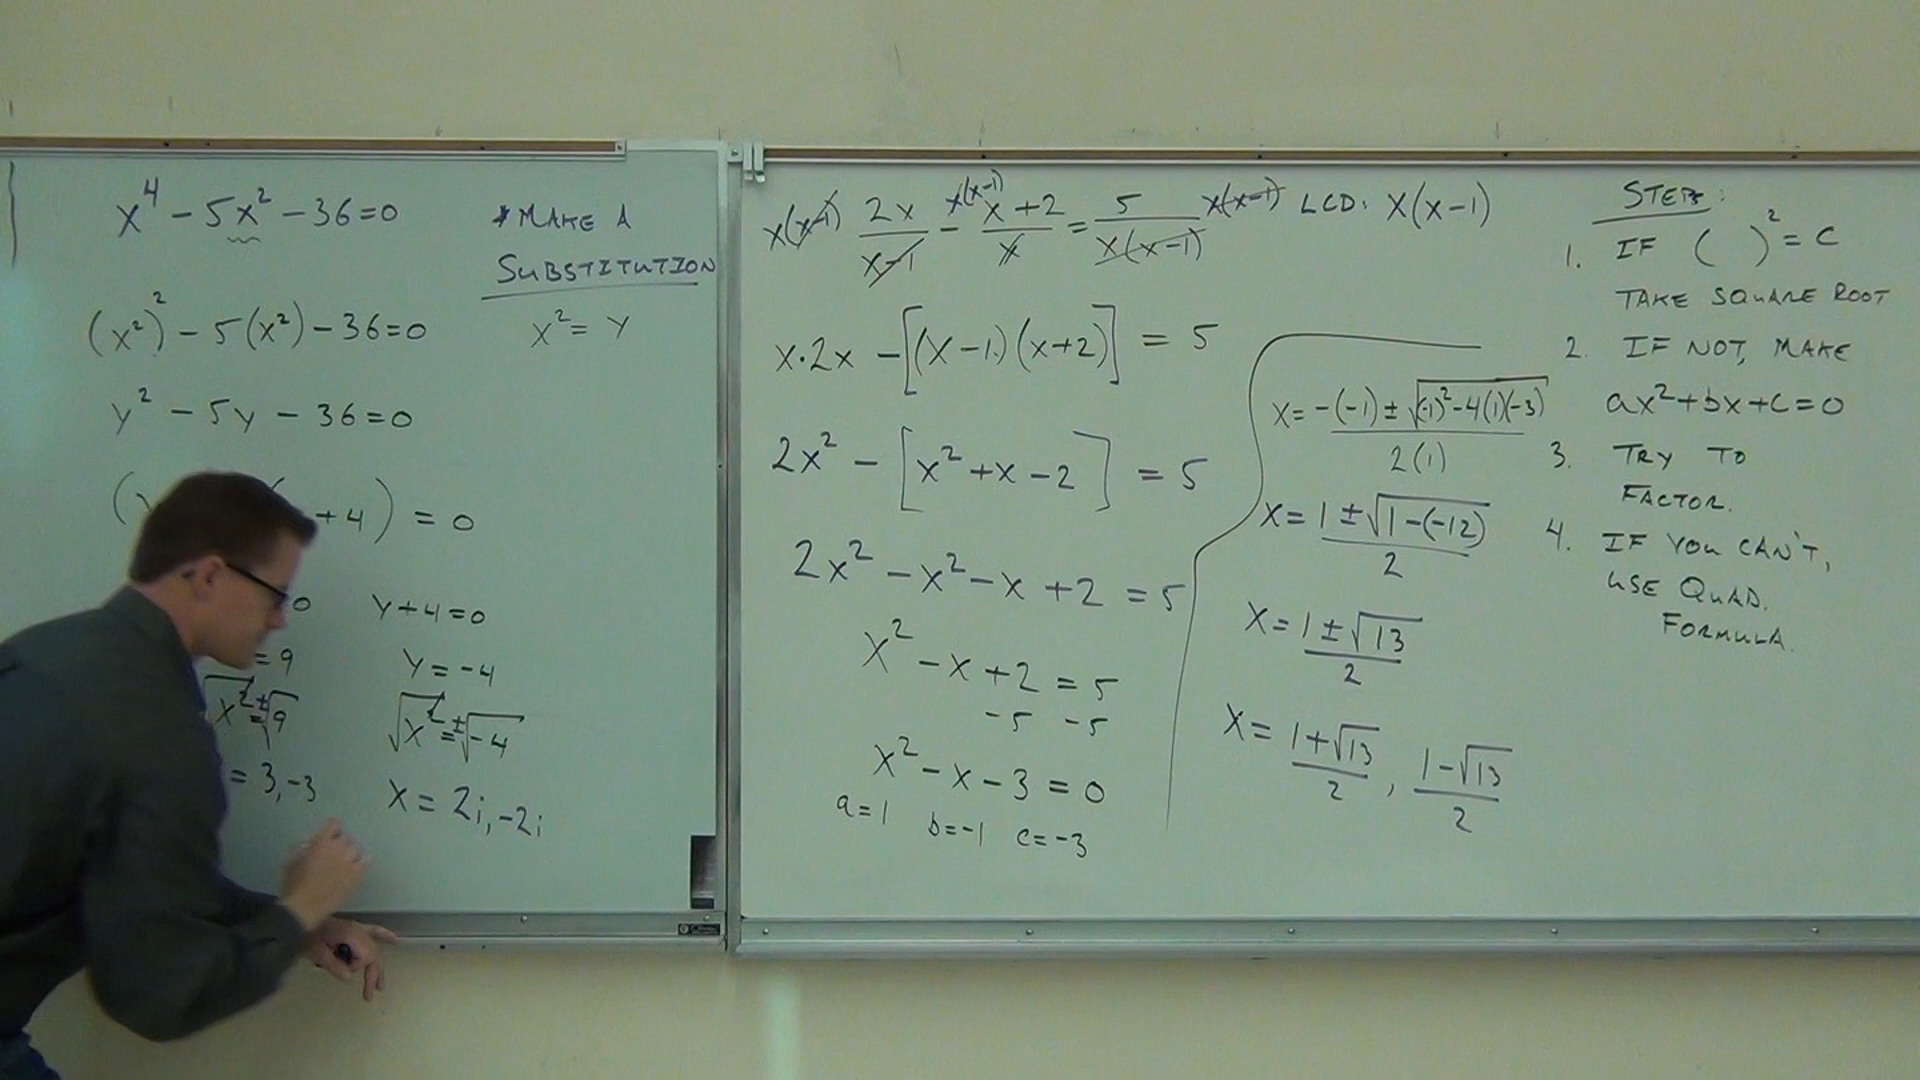 x⁴ - 5x² - 36 = 0
* MAKE A
SUBSTITUTION
x² = y
(x²)² - 5(x²) - 36 = 0
y² - 5y - 36 = 0
+ 4) = 0
0
y + 4 = 0
= 9
y = -4
√x² = ±√9
√x² = ±√-4
= 3, -3
x = 2i, -2i
x(x-1) 2x/(x-1) - x(x-1) (x+2)/x = 5/(x(x-1)) x(x-1)
LCD: x(x-1)
x·2x - [(x-1)(x+2)] = 5
2x² - [x² + x - 2] = 5
2x² - x² - x + 2 = 5
x² - x + 2 = 5
-5 -5
x² - x - 3 = 0
a=1 b=-1 c=-3
x = (-(-1) ± √((-1)² - 4(1)(-3)))/2(1)
x = (1 ± √(1-(-12)))/2
x = (1 ± √13)/2
x = (1+√13)/2, (1-√13)/2
STEPS:
1. IF ( )² = C
TAKE SQUARE ROOT
2. IF NOT, MAKE
ax²+bx+c=0
3. TRY TO
FACTOR.
4. IF YOU CAN'T,
USE QUAD.
FORMULA.